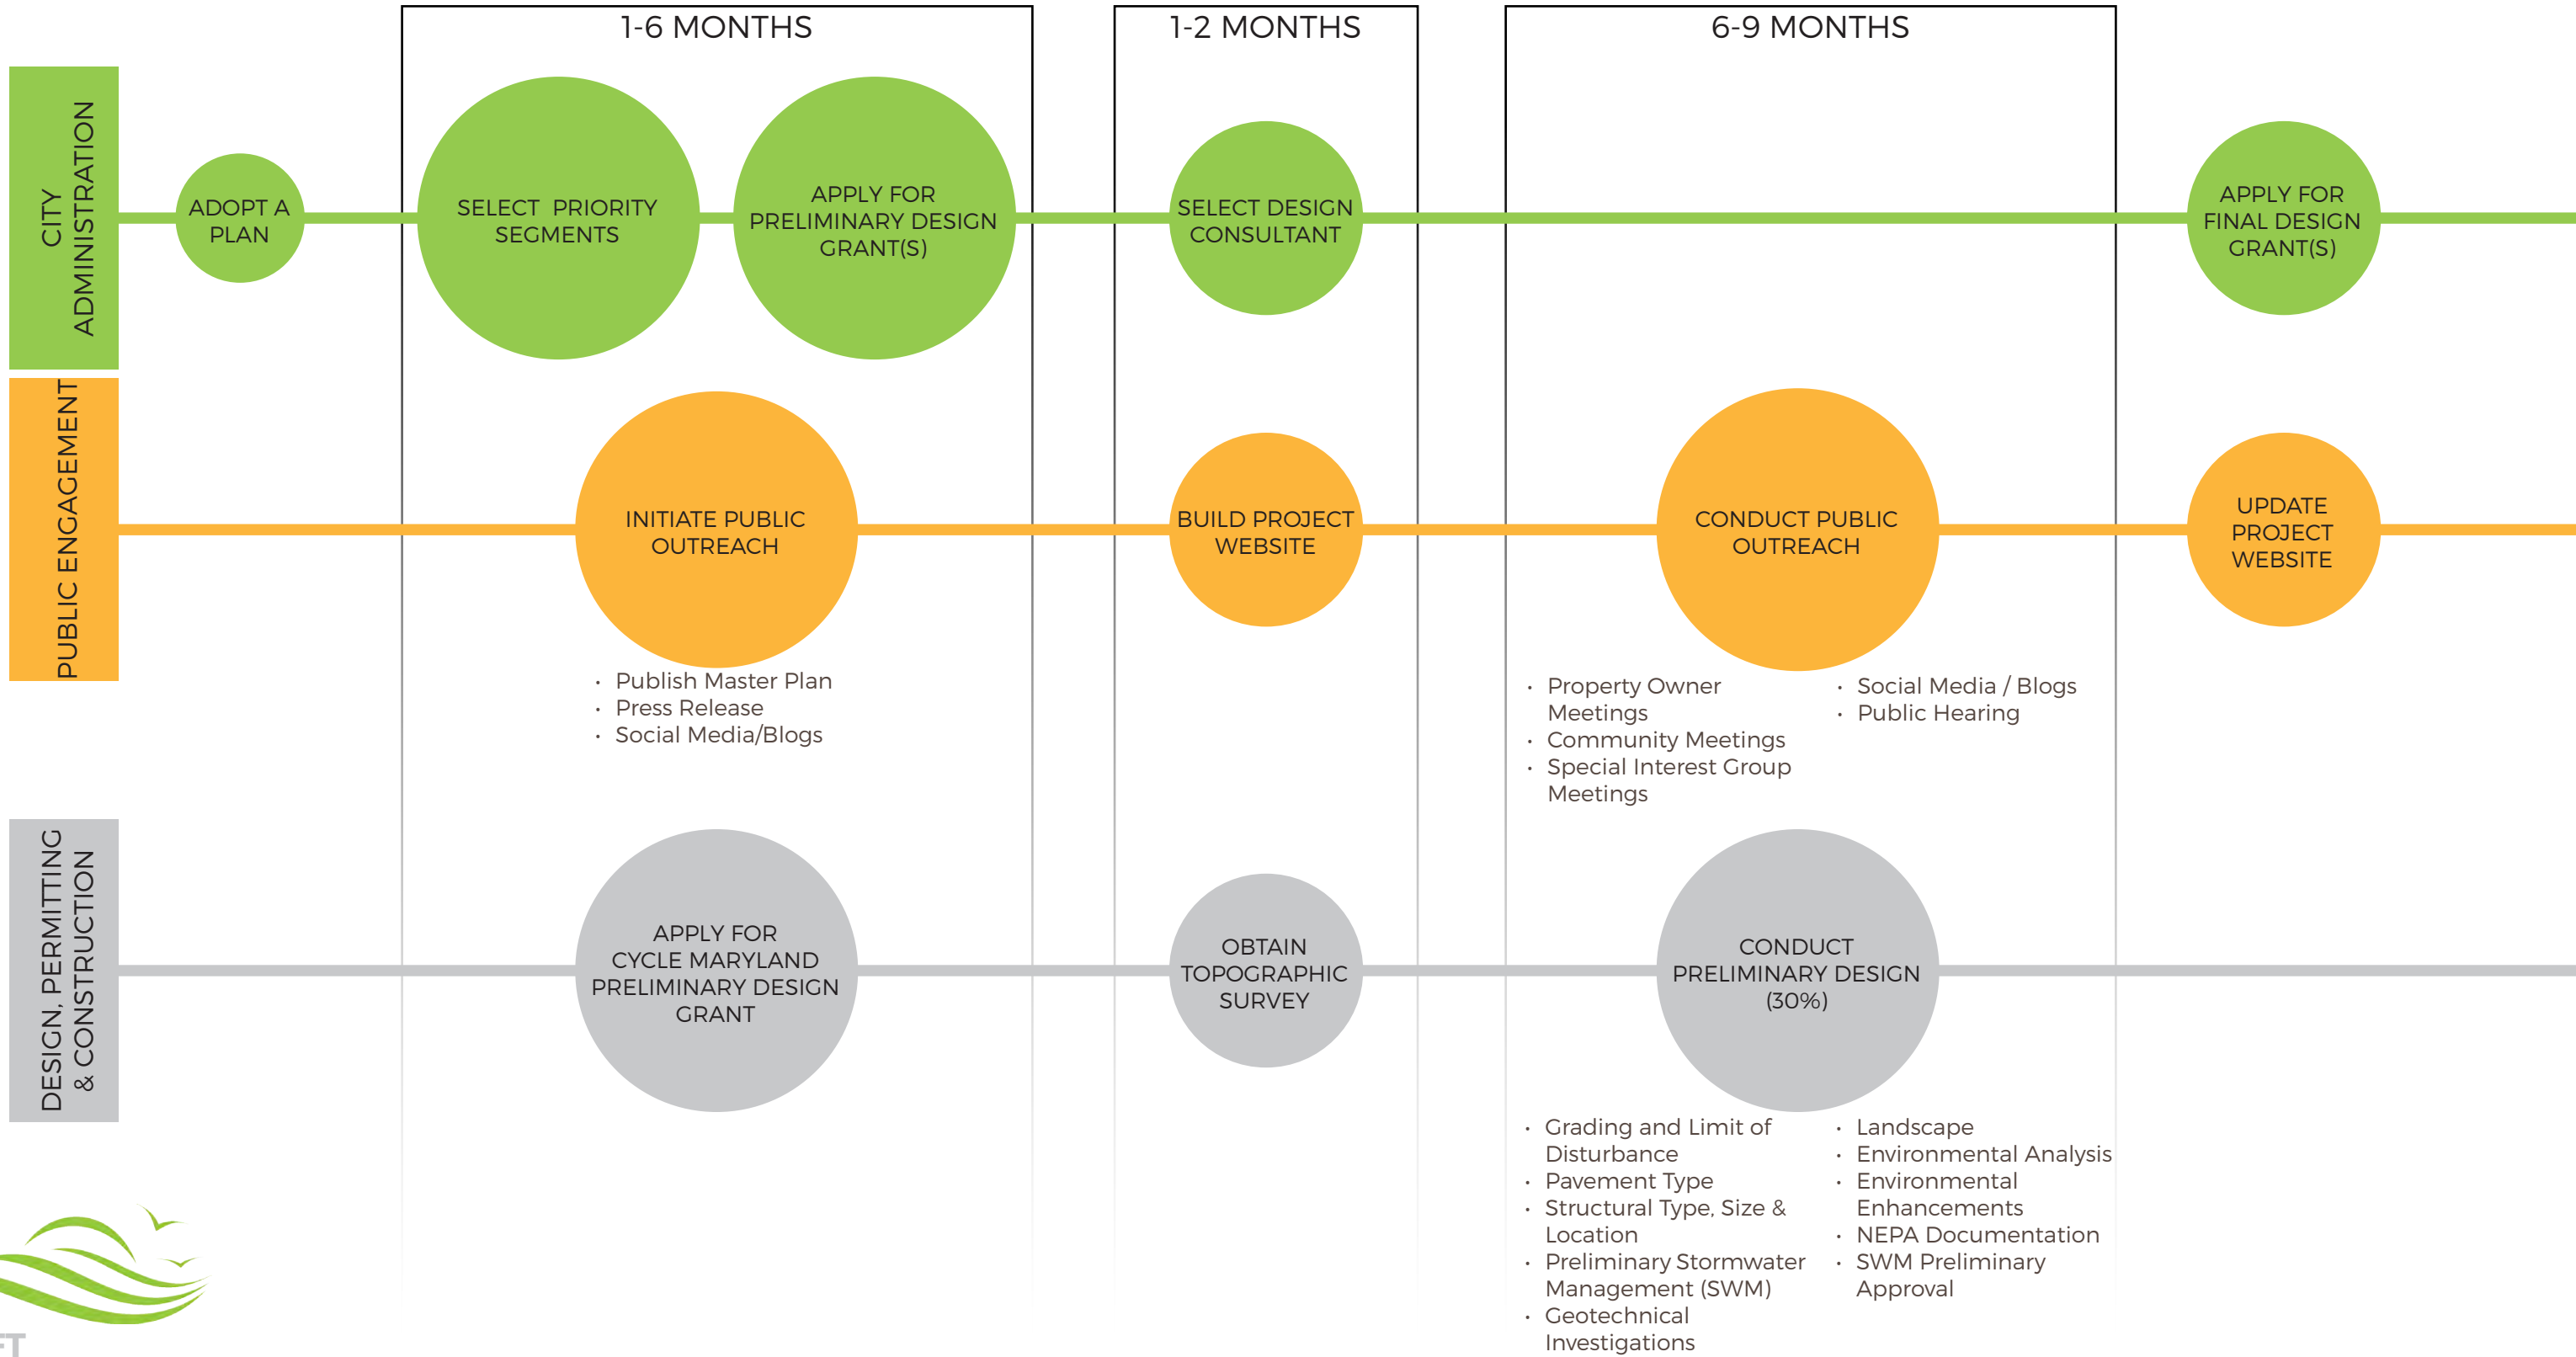 1-6 MONTHS
1-2 MONTHS
6-9 MONTHS
CITY
ADMINISTRATION
ADOPT A
PLAN
SELECT PRIORITY
SEGMENTS
APPLY FOR
PRELIMINARY DESIGN
GRANT(S)
SELECT DESIGN
CONSULTANT
APPLY FOR
FINAL DESIGN
GRANT(S)
PUBLIC ENGAGEMENT
INITIATE PUBLIC
OUTREACH
• Publish Master Plan
• Press Release
• Social Media/Blogs
BUILD PROJECT
WEBSITE
CONDUCT PUBLIC
OUTREACH
• Property Owner
Meetings
• Community Meetings
• Special Interest Group
Meetings
• Social Media / Blogs
• Public Hearing
UPDATE
PROJECT
WEBSITE
DESIGN, PERMITTING
& CONSTRUCTION
APPLY FOR
CYCLE MARYLAND
PRELIMINARY DESIGN
GRANT
OBTAIN
TOPOGRAPHIC
SURVEY
CONDUCT
PRELIMINARY DESIGN
(30%)
• Grading and Limit of
Disturbance
• Pavement Type
• Structural Type, Size &
Location
• Preliminary Stormwater
Management (SWM)
• Geotechnical
Investigations
• Landscape
• Environmental Analysis
• Environmental
Enhancements
• NEPA Documentation
• SWM Preliminary
Approval
FT